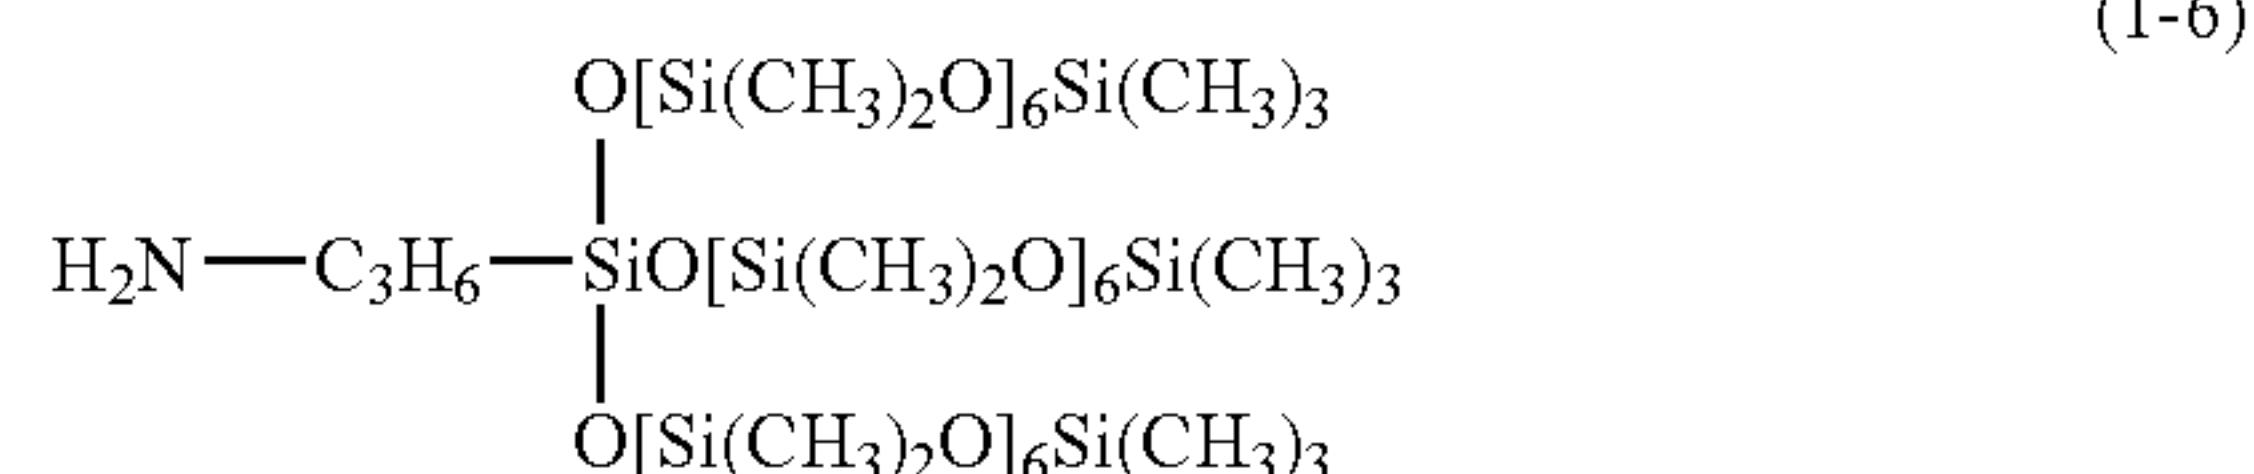 (1-6)
O[Si(CH₃)₂O]₆Si(CH₃)₃
H₂N—C₃H₆—SiO[Si(CH₃)₂O]₆Si(CH₃)₃
O[Si(CH₃)₂O]₆Si(CH₃)₃